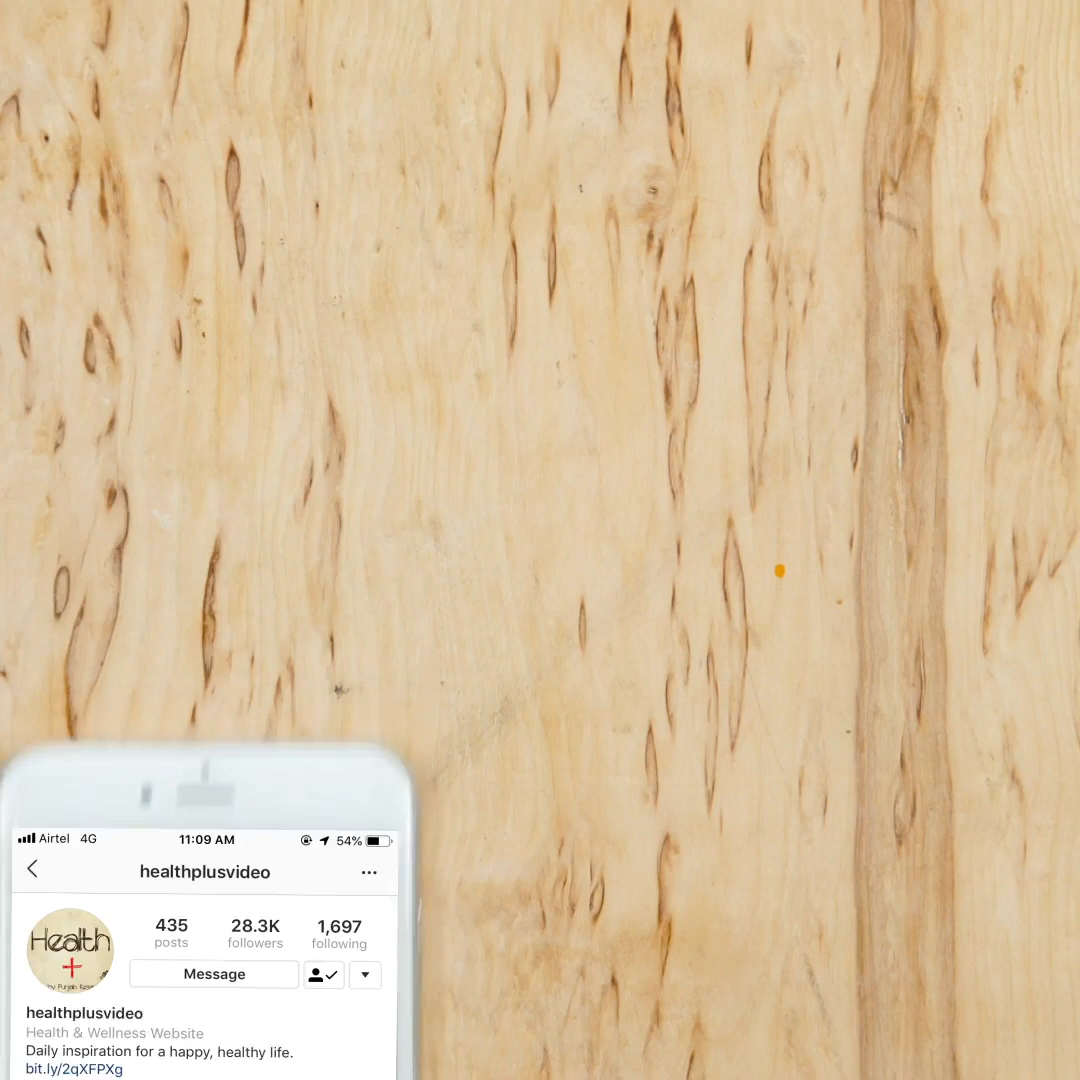 Airtel 4G 11:09 AM 54%
healthplusvideo
435 28.3K 1,697
posts followers following
Health
Message
healthplusvideo
Health & Wellness Website
Daily inspiration for a happy, healthy life.
bit.ly/2qXFPXg